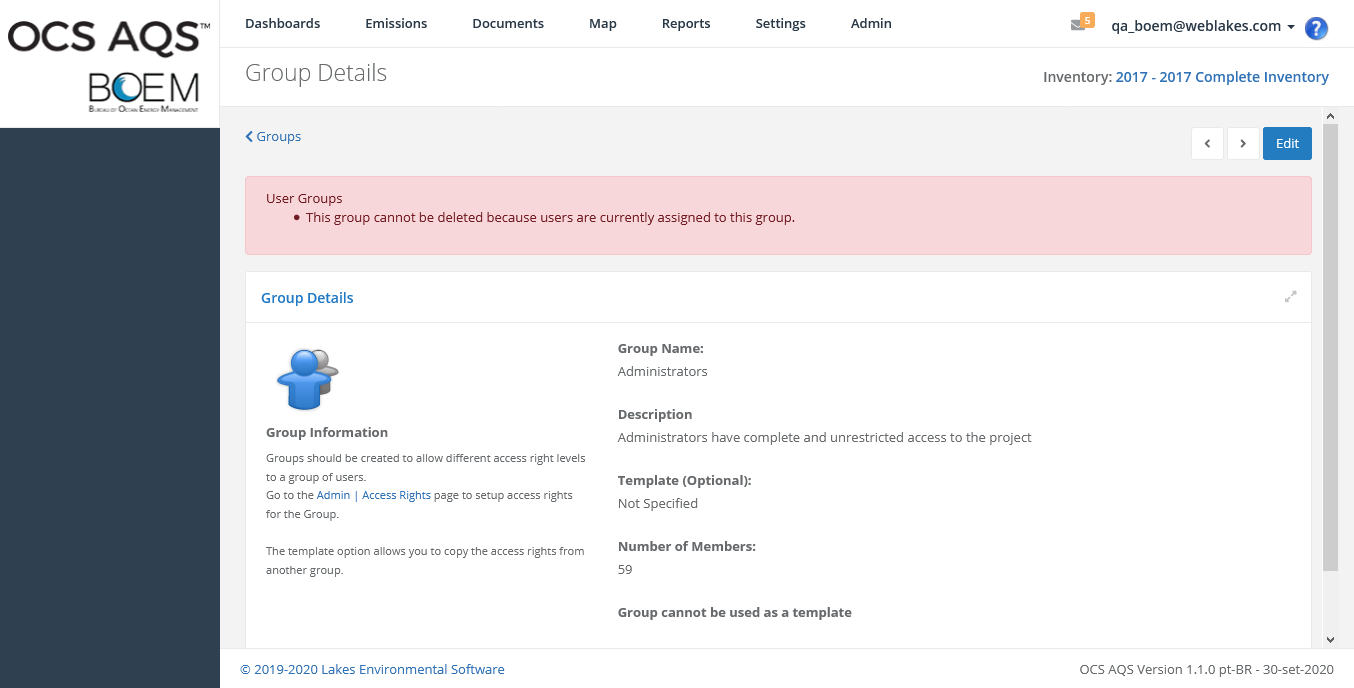 OCS AQS™
BOEM
Bureau of Ocean Energy Management
Dashboards
Emissions
Documents
Map
Reports
Settings
Admin
5
qa_boem@weblakes.com
?
Group Details
Inventory: 2017 - 2017 Complete Inventory
Groups
Edit
User Groups
This group cannot be deleted because users are currently assigned to this group.
Group Details
Group Information
Groups should be created to allow different access right levels
to a group of users.
Go to the Admin | Access Rights page to setup access rights
for the Group.
The template option allows you to copy the access rights from
another group.
Group Name:
Administrators
Description
Administrators have complete and unrestricted access to the project
Template (Optional):
Not Specified
Number of Members:
59
Group cannot be used as a template
© 2019-2020 Lakes Environmental Software
OCS AQS Version 1.1.0 pt-BR - 30-set-2020